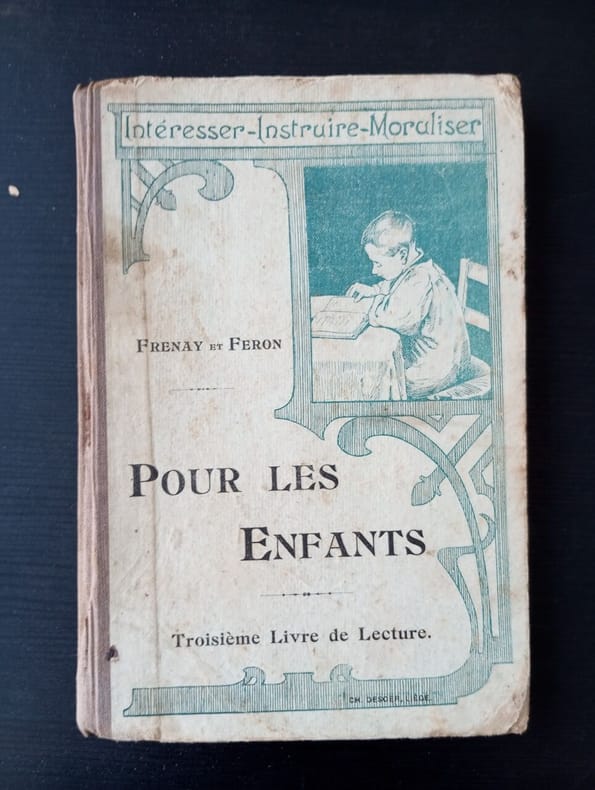 Intéresser-Instruire-Moraliser
FRENAY ET FERON
POUR LES
ENFANTS
Troisième Livre de Lecture.
CH. DESOER, LIÈGE